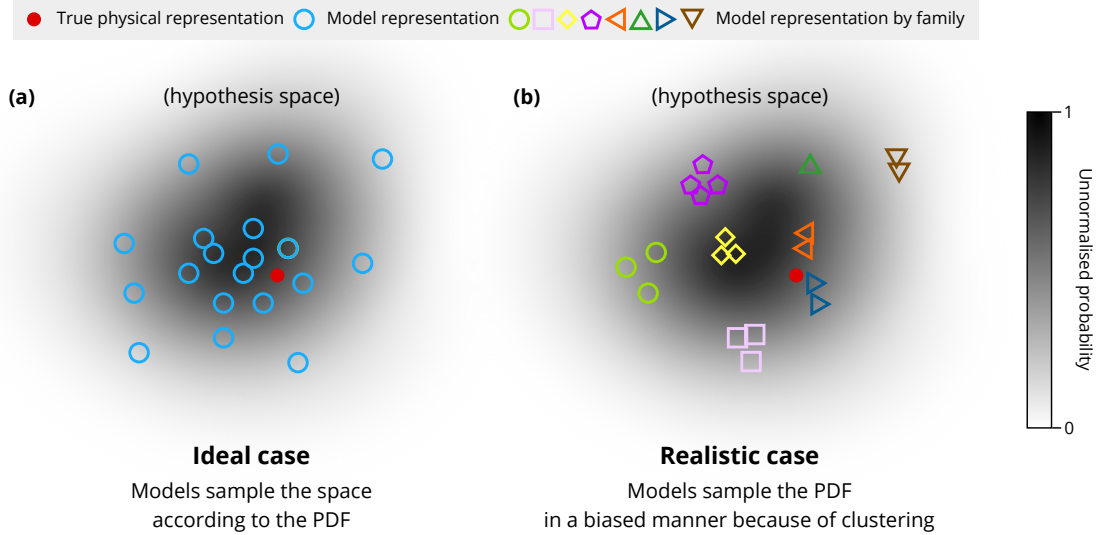 True physical representation Model representation Model representation by family
(a) (hypothesis space)
(b) (hypothesis space)
1
Unnormalised probability
0
Ideal case
Models sample the space
according to the PDF
Realistic case
Models sample the PDF
in a biased manner because of clustering